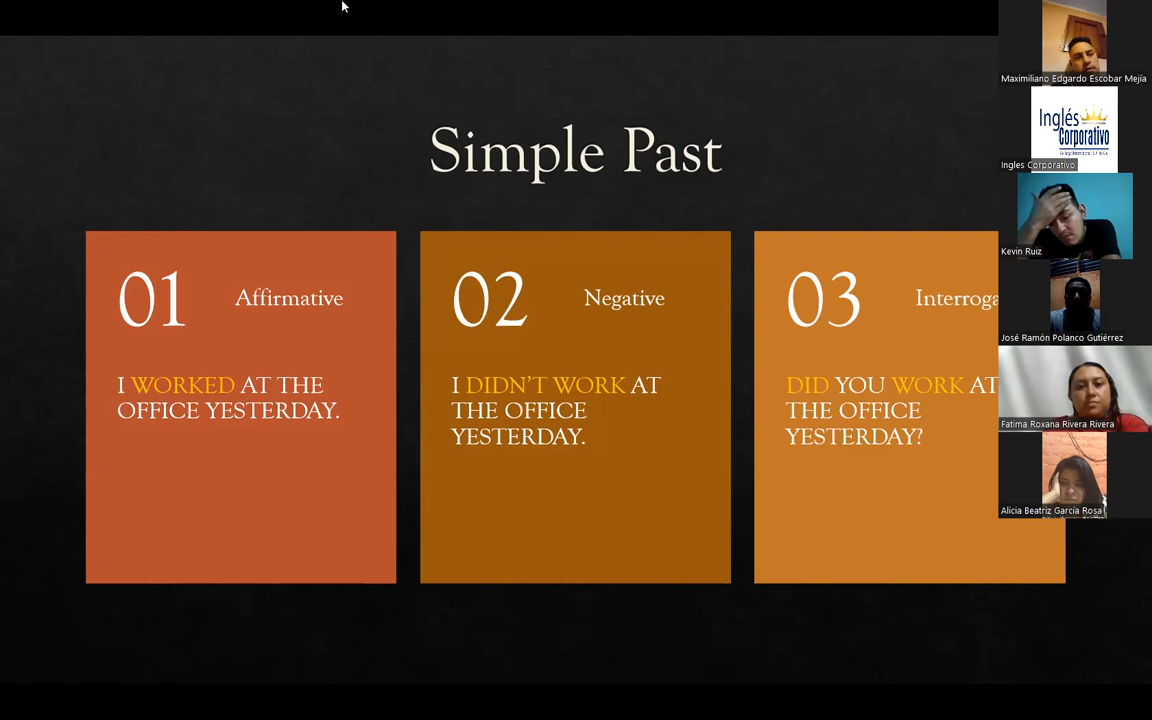 Simple Past
01 Affirmative
I WORKED AT THE
OFFICE YESTERDAY.
02 Negative
I DIDN'T WORK AT
THE OFFICE
YESTERDAY.
03 Interroga
DID YOU WORK AT
THE OFFICE
YESTERDAY?
Maximiliano Edgardo Escobar Mejía
Inglés
Corporativo
Ingles Corporativo
Kevin Ruiz
José Ramón Polanco Gutiérrez
Fatima Roxana Rivera Rivera
Alicia Beatriz García Rosa